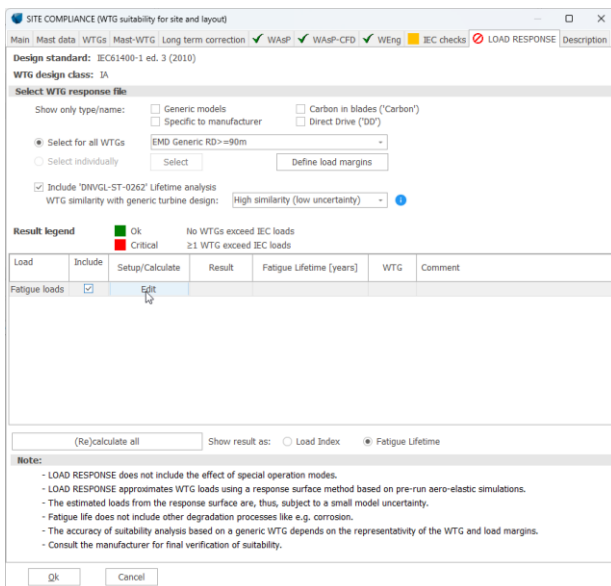 SITE COMPLIANCE (WTG suitability for site and layout)
Main Mast data WTGs Mast-WTG Long term correction WAsP WAsP-CFD WEng IEC checks LOAD RESPONSE Description
Design standard: IEC61400-1 ed. 3 (2010)
WTG design class: IA
Select WTG response file
Show only type/name: Generic models Carbon in blades ('Carbon')
Specific to manufacturer Direct Drive ('DD')
Select for all WTGs EMD Generic RD>=90m
Select individually Select Define load margins
Include 'DNVGL-ST-0262' Lifetime analysis
WTG similarity with generic turbine design: High similarity (low uncertainty)
Result legend Ok No WTGs exceed IEC loads
Critical ≥1 WTG exceed IEC loads
Load Include Setup/Calculate Result Fatigue Lifetime [years] WTG Comment
Fatigue loads Edit
(Re)calculate all Show result as: Load Index Fatigue Lifetime
Note:
- LOAD RESPONSE does not include the effect of special operation modes.
- LOAD RESPONSE approximates WTG loads using a response surface method based on pre-run aero-elastic simulations.
- The estimated loads from the response surface are, thus, subject to a small model uncertainty.
- Fatigue life does not include other degradation processes like e.g. corrosion.
- The accuracy of suitability analysis based on a generic WTG depends on the representativity of the WTG and load margins.
- Consult the manufacturer for final verification of suitability.
Ok Cancel